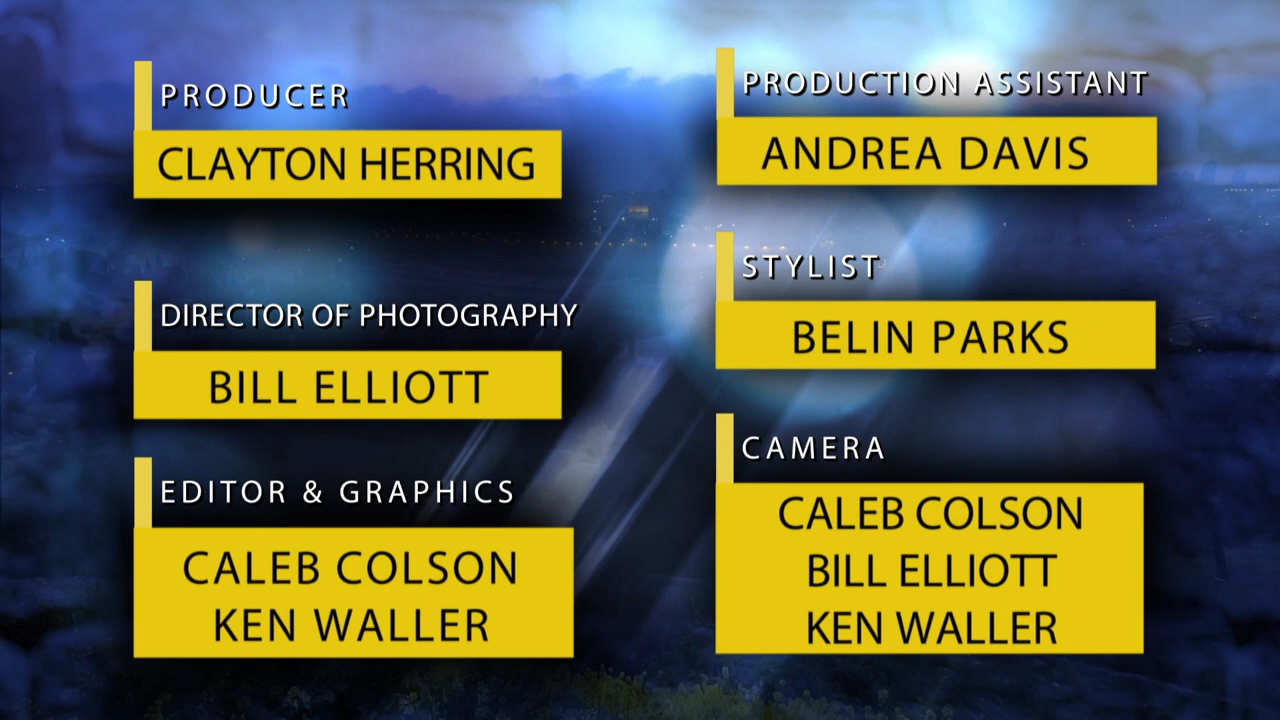 PRODUCER
CLAYTON HERRING
DIRECTOR OF PHOTOGRAPHY
BILL ELLIOTT
EDITOR & GRAPHICS
CALEB COLSON
KEN WALLER
PRODUCTION ASSISTANT
ANDREA DAVIS
STYLIST
BELIN PARKS
CAMERA
CALEB COLSON
BILL ELLIOTT
KEN WALLER